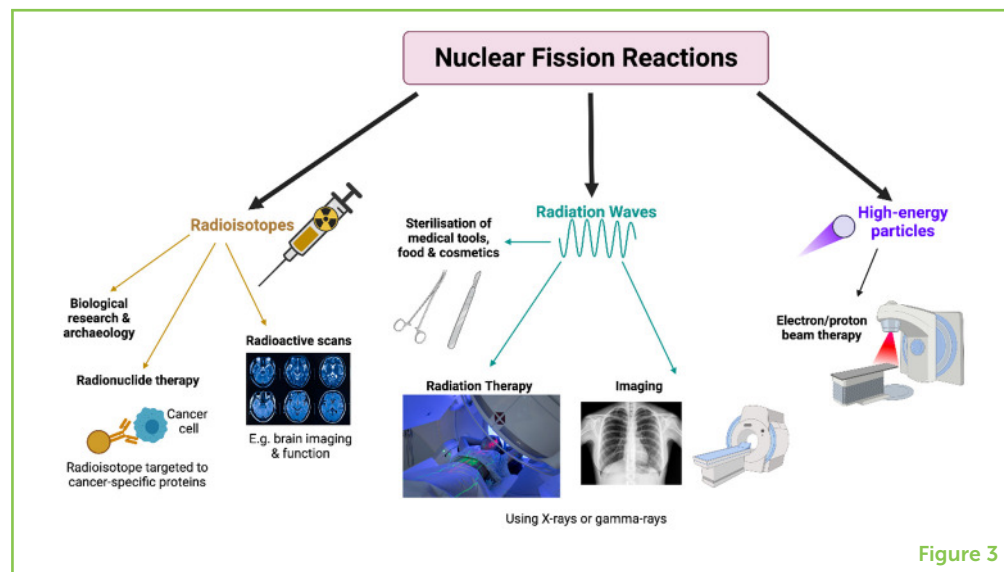 Nuclear Fission Reactions
Radioisotopes
Biological
research &
archaeology
Radionuclide therapy
Cancer
cell
Radioisotope targeted to
cancer-specific proteins
Radioactive scans
E.g. brain imaging
& function
Radiation Waves
Sterilisation of
medical tools,
food & cosmetics
Radiation Therapy
Imaging
Using X-rays or gamma-rays
High-energy
particles
Electron/proton
beam therapy
Figure 3